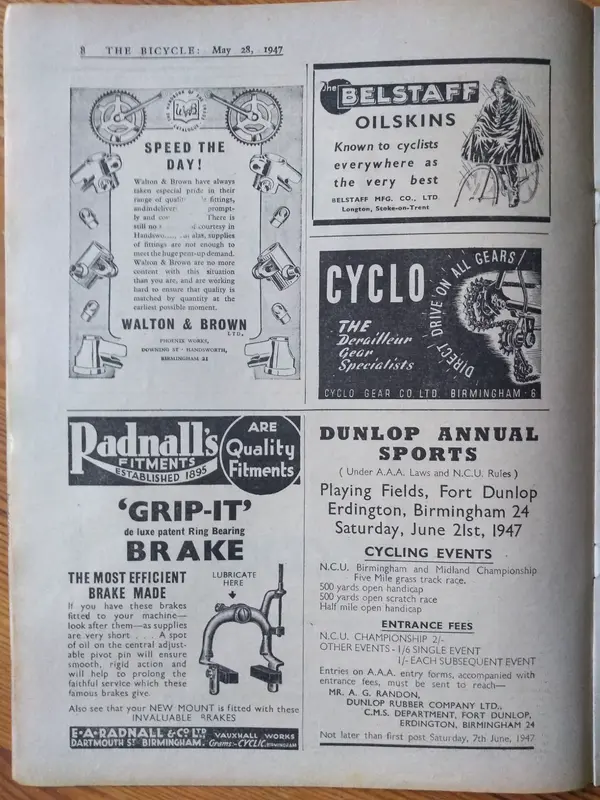 8 THE BICYCLE: May 28, 1947
W&B
SPEED THE
DAY!
Walton & Brown have always
taken especial pride in their
range of fittings,
and in prompt-
ly and There is
still no courtesy in
supplies
of fittings are not enough to
meet the huge pent-up demand.
Walton & Brown are no more
content with this situation
than you are, and are working
hard to ensure that quality is
matched by quantity at the
earliest possible moment.
WALTON & BROWN
LTD.
PHOENIX WORKS,
DOWNING ST · HANDSWORTH,
BIRMINGHAM 21
The BELSTAFF
OILSKINS
Known to cyclists
everywhere as
the very best
BELSTAFF MFG. CO., LTD
Longton, Stoke-on-Trent
CYCLO
THE
Derailleur
Gear
Specialists
DIRECT DRIVE ON ALL GEARS!
CYCLO GEAR CO. LTD. BIRMINGHAM-6
Radnall's
FITMENTS
ESTABLISHED 1895
ARE
Quality
Fitments
'GRIP-IT'
de luxe patent Ring Bearing
BRAKE
THE MOST EFFICIENT
BRAKE MADE
If you have these brakes
fitted to your machine—
look after them—as supplies
are very short . . . A spot
of oil on the central adjust-
able pivot pin will ensure
smooth, rigid action and
will help to prolong the
faithful service which these
famous brakes give.
LUBRICATE
HERE
Also see that your NEW MOUNT is fitted with these
INVALUABLE BRAKES
E·A·RADNALL & CO LTD VAUXHALL WORKS
DARTMOUTH ST· BIRMINGHAM. Grams:-CYCLIC, BIRMINGHAM
DUNLOP ANNUAL
SPORTS
( Under A.A.A. Laws and N.C.U. Rules )
Playing Fields, Fort Dunlop
Erdington, Birmingham 24
Saturday, June 21st, 1947
CYCLING EVENTS
N.C.U. Birmingham and Midland Championship
Five Mile grass track race.
500 yards open handicap
500 yards open scratch race
Half mile open handicap
ENTRANCE FEES
N.C.U. CHAMPIONSHIP 2/-
OTHER EVENTS - 1/6 SINGLE EVENT
1/- EACH SUBSEQUENT EVENT
Entries on A.A.A. entry forms, accompanied with
entrance fees, must be sent to reach—
MR. A. G. RANDON,
DUNLOP RUBBER COMPANY LTD.,
C.M.S. DEPARTMENT, FORT DUNLOP,
ERDINGTON, BIRMINGHAM 24
Not later than first post Saturday, 7th June, 1947